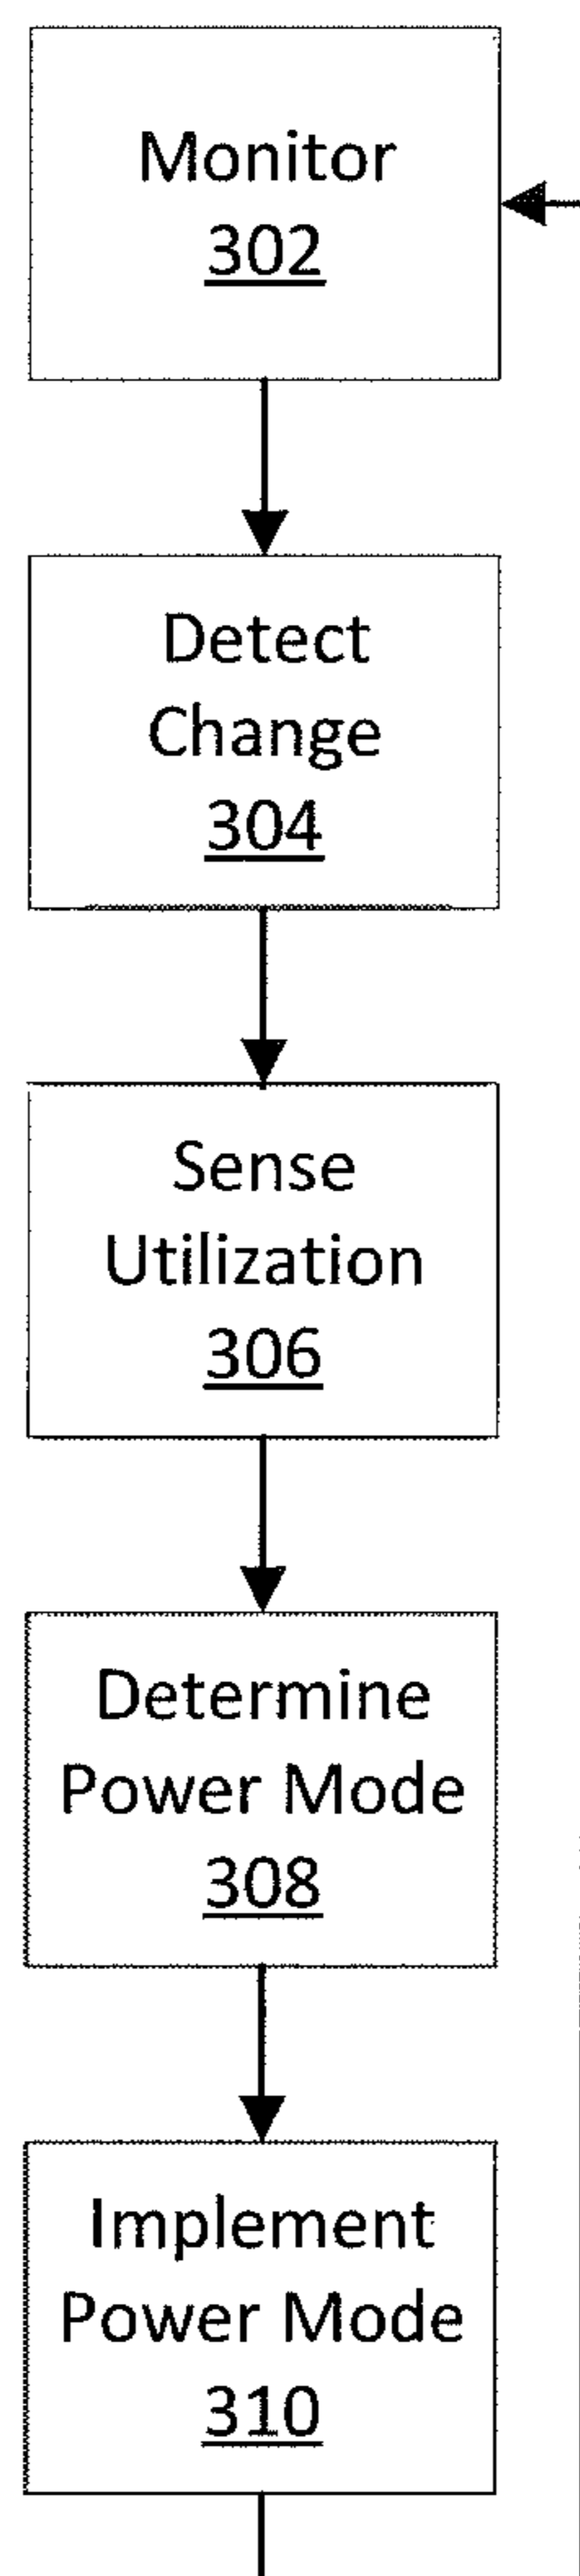 Monitor
302
Detect
Change
304
Sense
Utilization
306
Determine
Power Mode
308
Implement
Power Mode
310